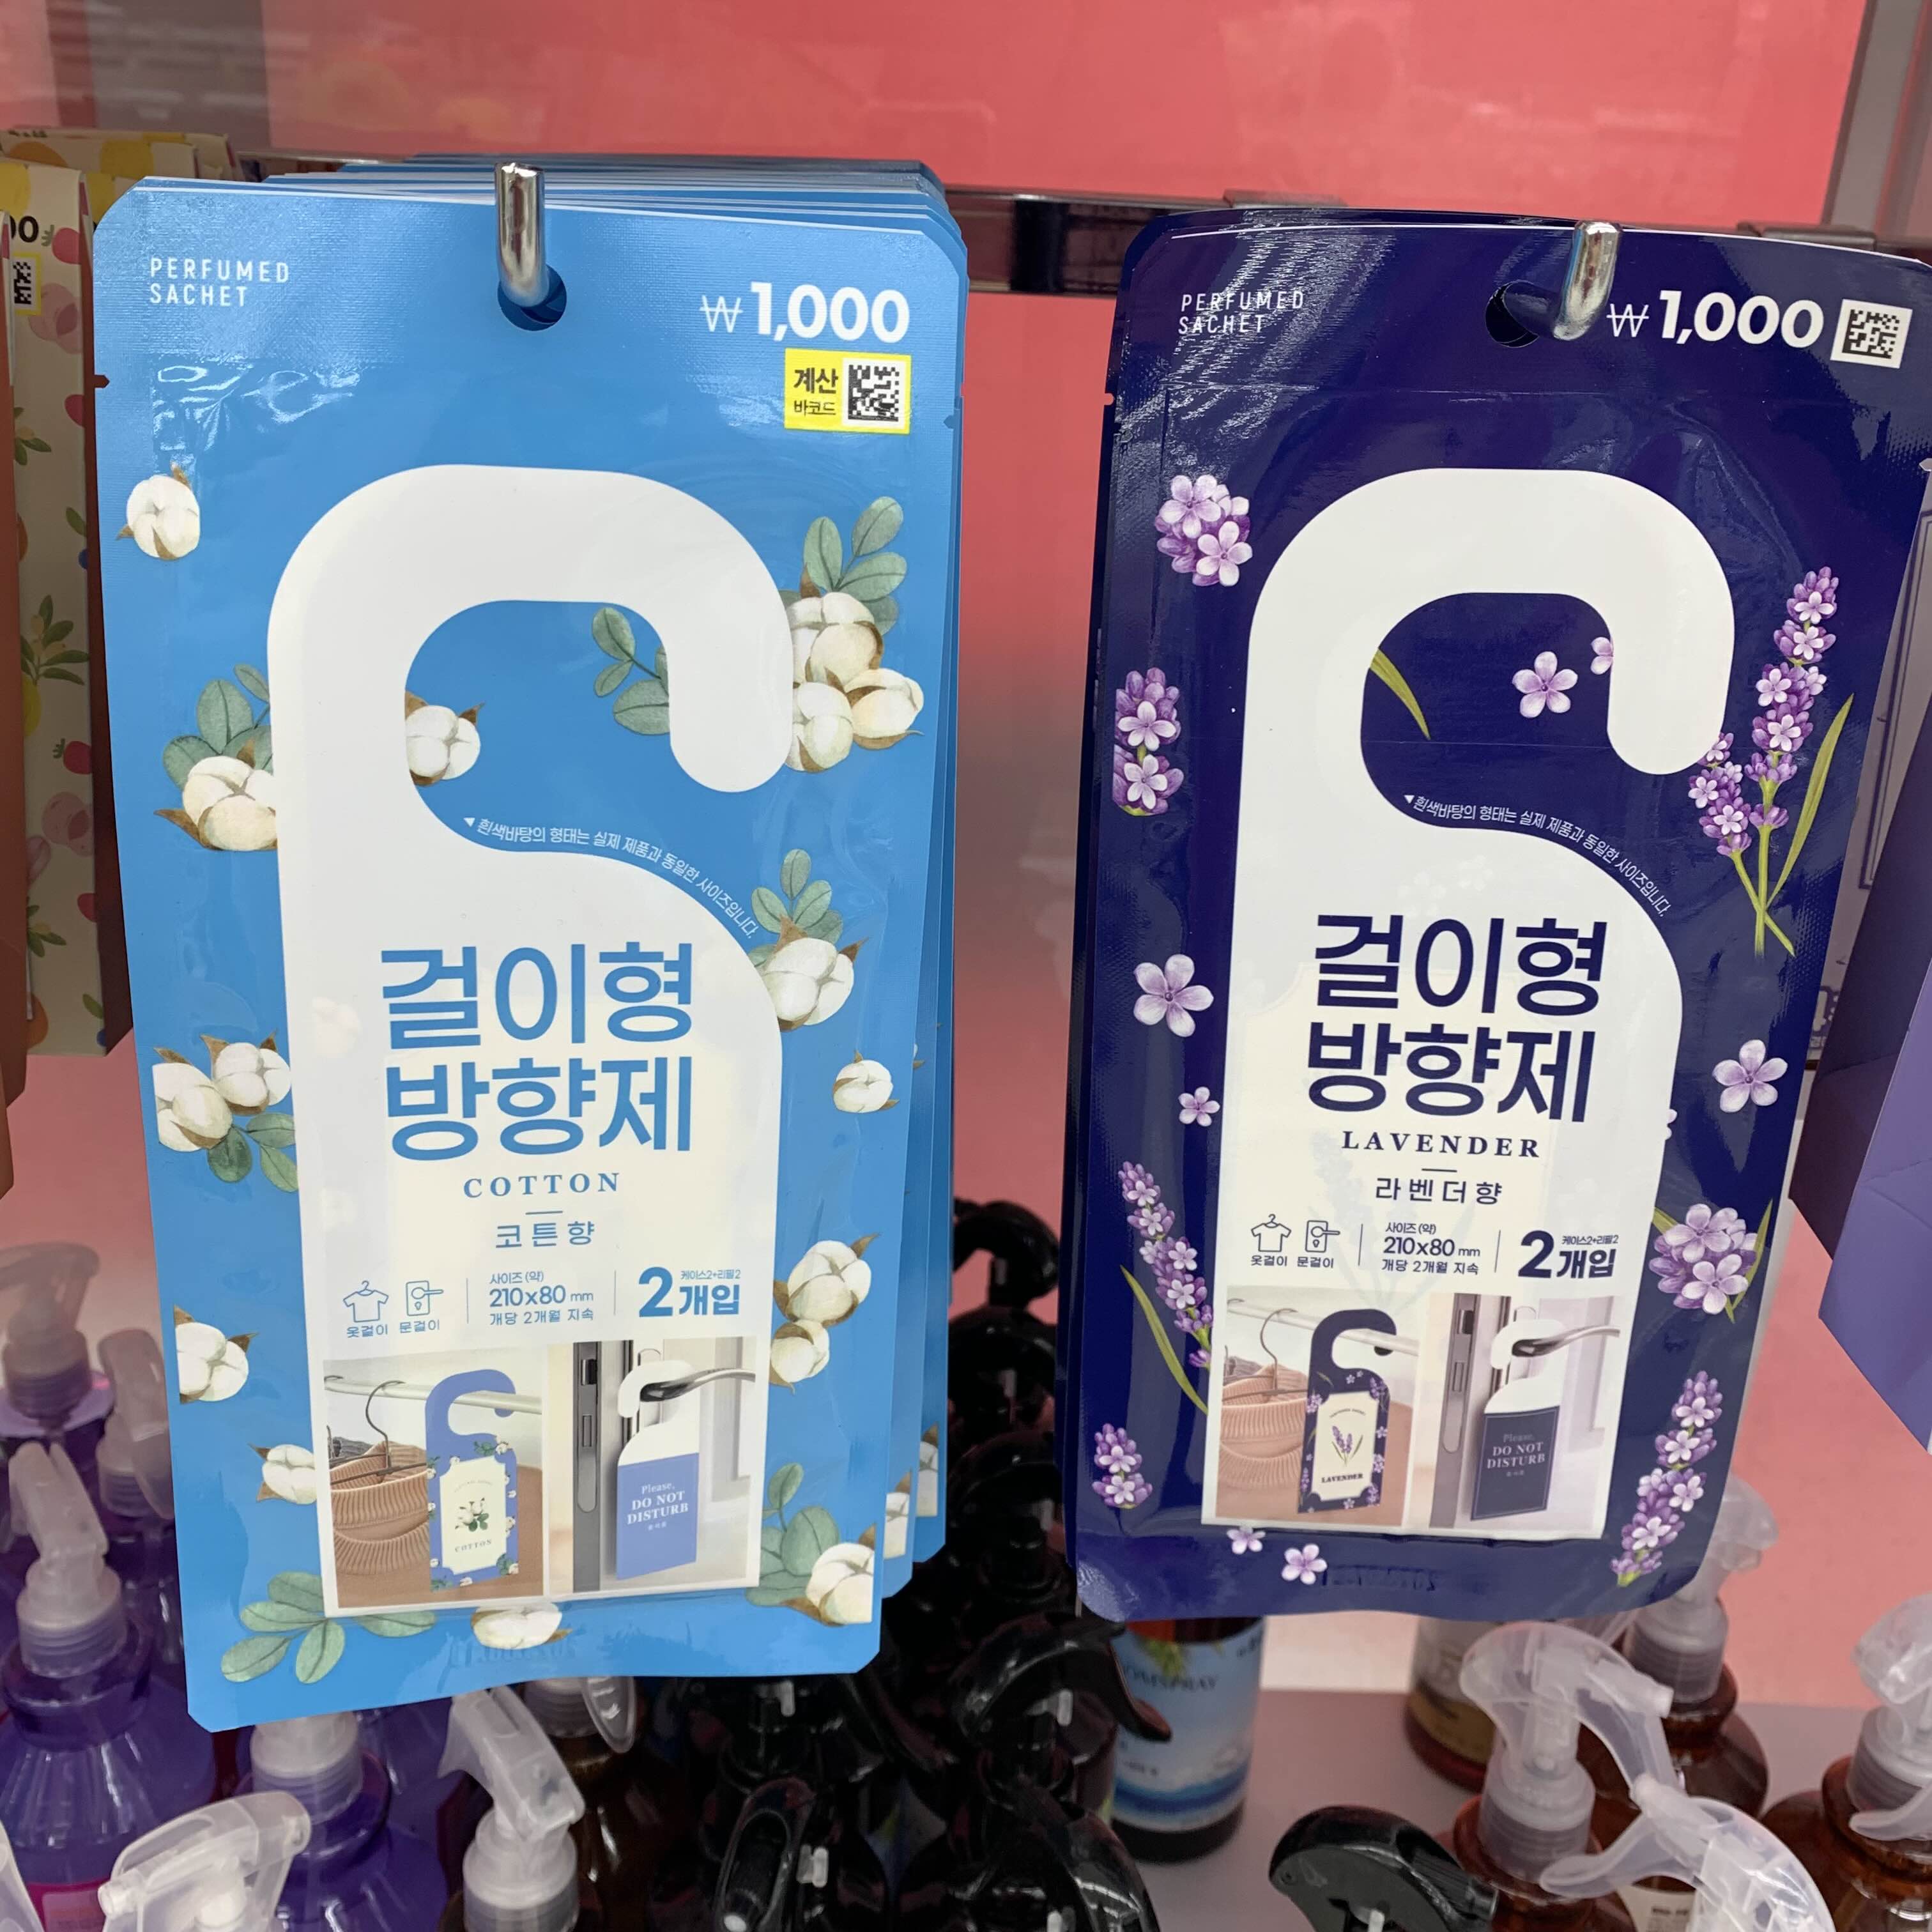 PERFUMED
SACHET
₩1,000
계산
바코드
◀ 흰색바탕의 형태는 실제 제품과 동일한 사이즈입니다.
걸이형
방향제
COTTON
코튼향
옷걸이 문걸이
사이즈(약)
210x80 mm
개당 2개월 지속
케이스2+리필2
2개입
COTTON
Please,
DO NOT
DISTURB
PERFUMED
SACHET
₩1,000
◀ 흰색바탕의 형태는 실제 제품과 동일한 사이즈입니다.
걸이형
방향제
LAVENDER
라벤더향
옷걸이 문걸이
사이즈(약)
210x80 mm
개당 2개월 지속
케이스2+리필2
2개입
LAVENDER
Please,
DO NOT
DISTURB